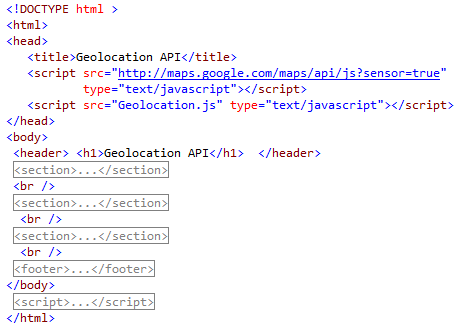 <!DOCTYPE html >
<html>
<head>
<title>Geolocation API</title>
<script src="http://maps.google.com/maps/api/js?sensor=true"
type="text/javascript"></script>
<script src="Geolocation.js" type="text/javascript"></script>
</head>
<body>
<header> <h1>Geolocation API</h1>  </header>
<section>...</section>
<br />
<section>...</section>
<br />
<section>...</section>
<br />
<footer>...</footer>
</body>
<script>...</script>
</html>